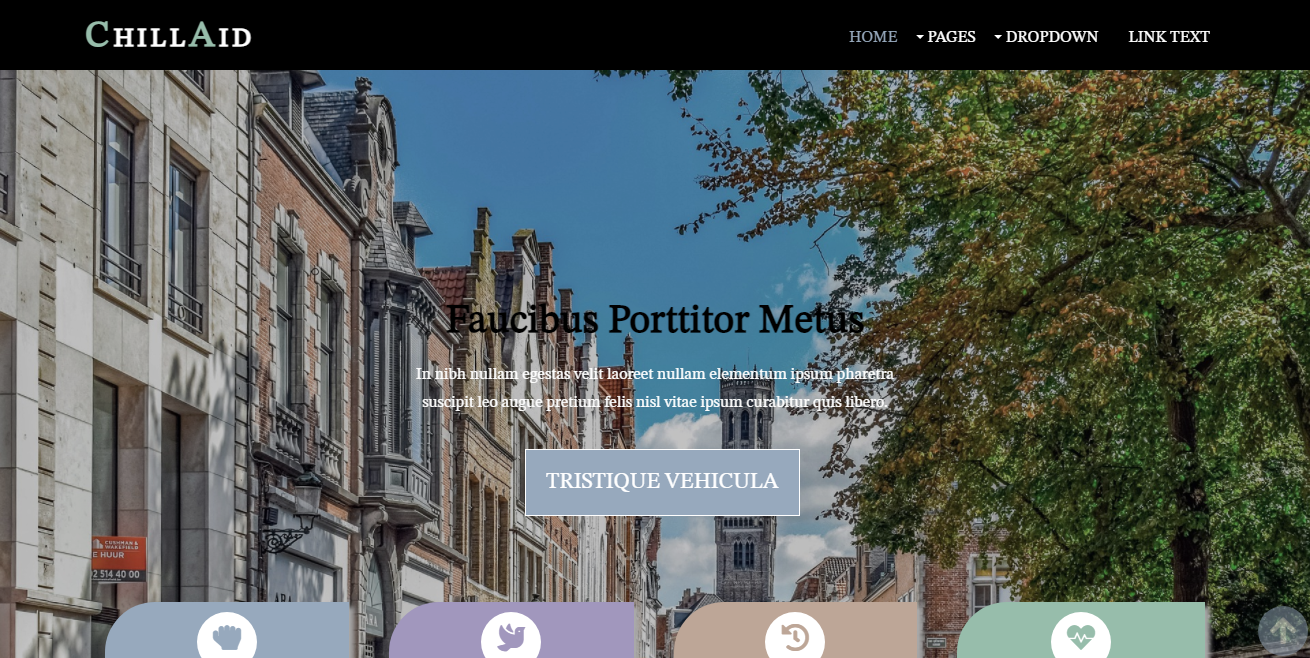 CHILLAID
HOME PAGES DROPDOWN LINK TEXT
Faucibus Porttitor Metus
In nibh nullam egestas velit laoreet nullam elementum ipsum pharetra
suscipit leo augue pretium felis nisl vitae ipsum curabitur quis libero.
TRISTIQUE VEHICULA
CUSHMAN &
WAKEFIELD
E HUUR
02 514 40 00
ARA